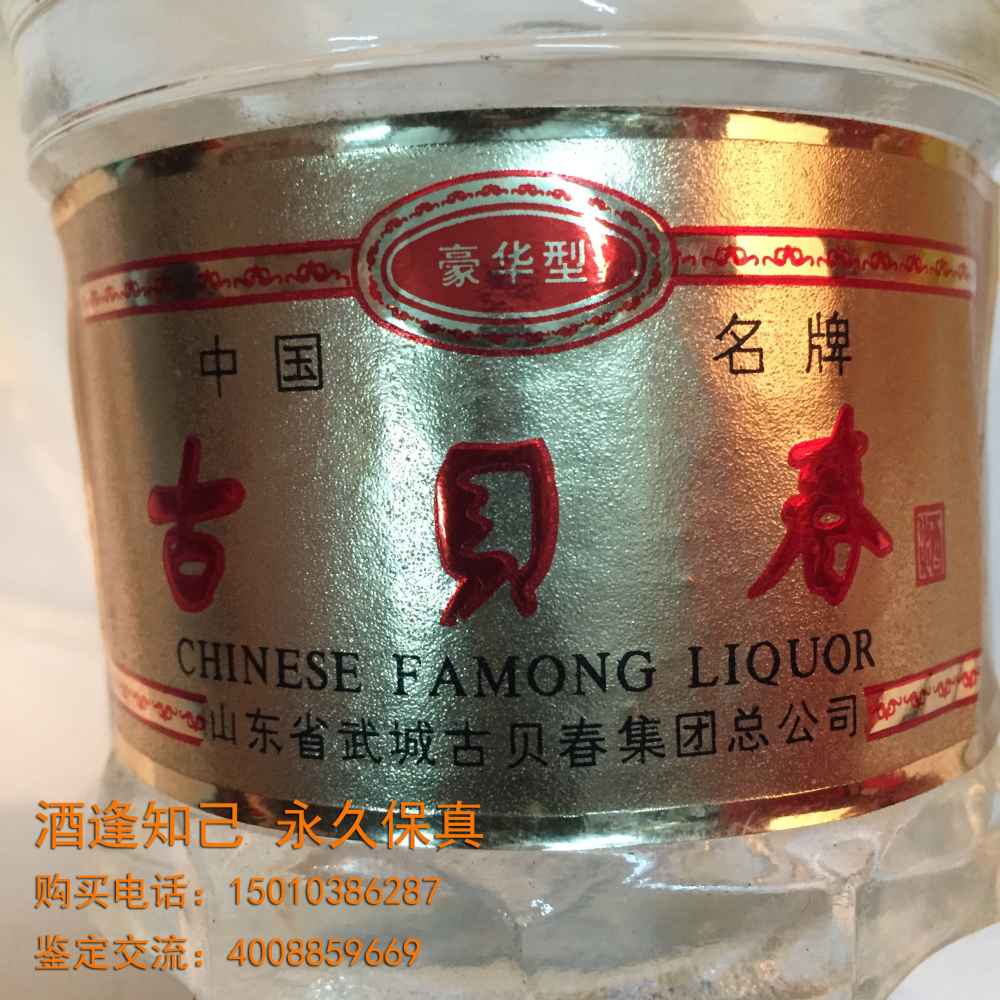 豪华型
中国 名牌
古贝春
CHINESE FAMONG LIQUOR
山东省武城古贝春集团总公司
酒逢知己 永久保真
购买电话：15010386287
鉴定交流：4008859669